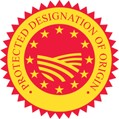 • PROTECTED DESIGNATION OF ORIGIN •